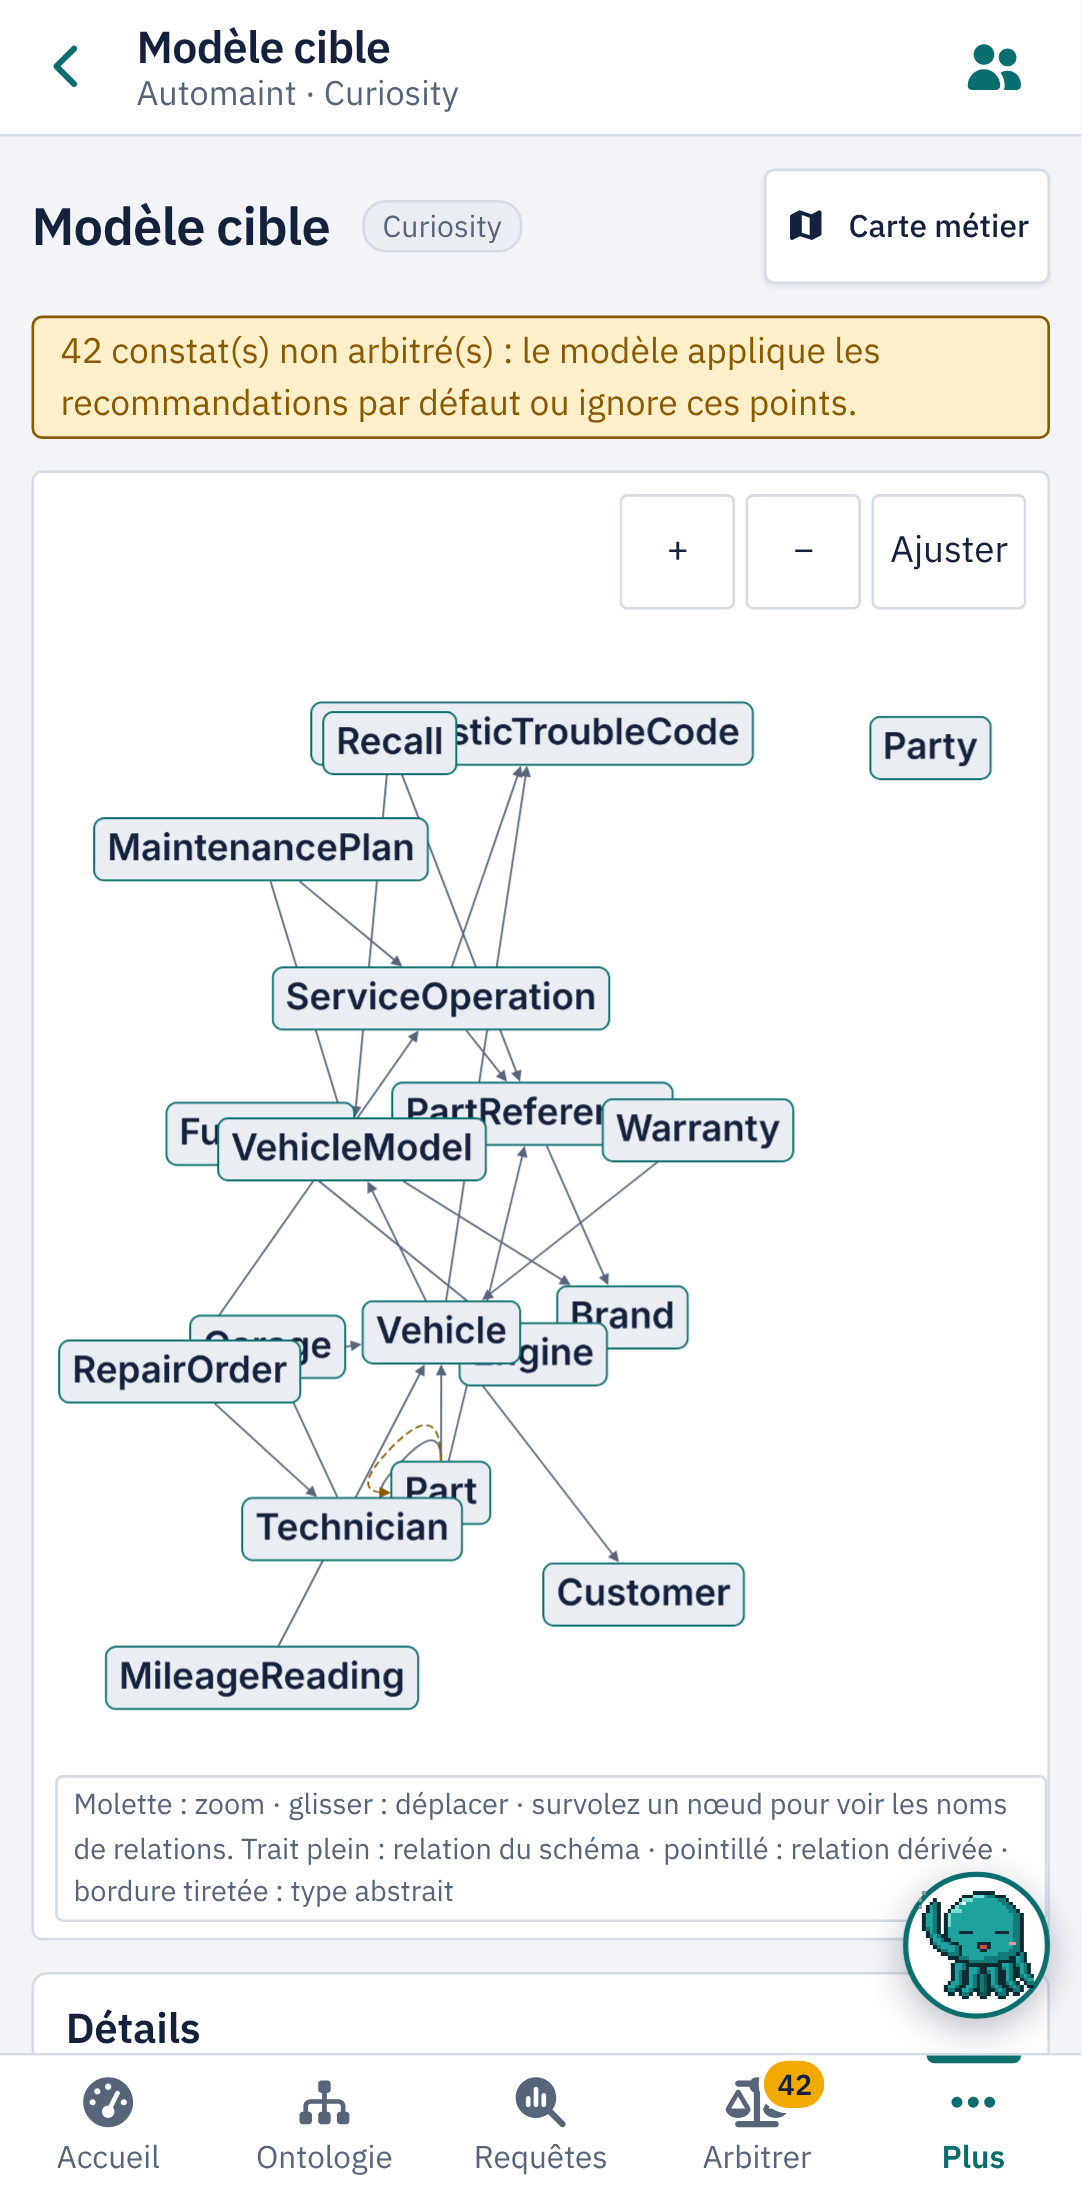 Modèle cible
Automaint · Curiosity
Modèle cible
Curiosity
Carte métier
42 constat(s) non arbitré(s) : le modèle applique les
recommandations par défaut ou ignore ces points.
+
−
Ajuster
Recall
sticTroubleCode
Party
MaintenancePlan
ServiceOperation
PartRefere
Warranty
Fu
VehicleModel
Brand
Vehicle
gine
RepairOrder
Part
Technician
Customer
MileageReading
Molette : zoom · glisser : déplacer · survolez un nœud pour voir les noms
de relations. Trait plein : relation du schéma · pointillé : relation dérivée ·
bordure tiretée : type abstrait
Détails
42
Accueil
Ontologie
Requêtes
Arbitrer
Plus